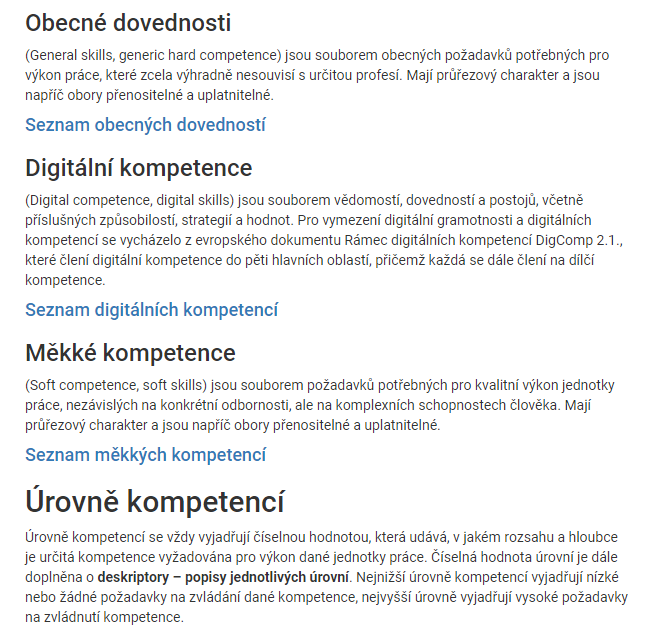 Obecné dovednosti
(General skills, generic hard competence) jsou souborem obecných požadavků potřebných pro
výkon práce, které zcela výhradně nesouvisí s určitou profesí. Mají průřezový charakter a jsou
napříč obory přenositelné a uplatnitelné.
Seznam obecných dovedností
Digitální kompetence
(Digital competence, digital skills) jsou souborem vědomostí, dovedností a postojů, včetně
příslušných způsobilostí, strategií a hodnot. Pro vymezení digitální gramotnosti a digitálních
kompetencí se vycházelo z evropského dokumentu Rámec digitálních kompetencí DigComp 2.1.,
které člení digitální kompetence do pěti hlavních oblastí, přičemž každá se dále člení na dílčí
kompetence.
Seznam digitálních kompetencí
Měkké kompetence
(Soft competence, soft skills) jsou souborem požadavků potřebných pro kvalitní výkon jednotky
práce, nezávislých na konkrétní odbornosti, ale na komplexních schopnostech člověka. Mají
průřezový charakter a jsou napříč obory přenositelné a uplatnitelné.
Seznam měkkých kompetencí
Úrovně kompetencí
Úrovně kompetencí se vždy vyjadřují číselnou hodnotou, která udává, v jakém rozsahu a hloubce
je určitá kompetence vyžadována pro výkon dané jednotky práce. Číselná hodnota úrovní je dále
doplněna o deskriptory – popisy jednotlivých úrovní. Nejnižší úrovně kompetencí vyjadřují nízké
nebo žádné požadavky na zvládání dané kompetence, nejvyšší úrovně vyjadřují vysoké požadavky
na zvládnutí kompetence.